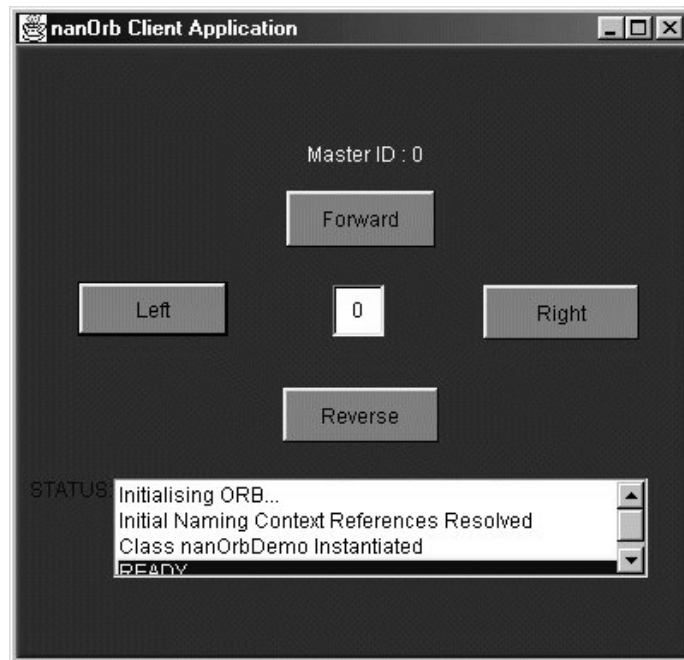 nanOrb Client Application
Master ID : 0
Forward
Left
0
Right
Reverse
STATUS:
Initialising ORB...
Initial Naming Context References Resolved
Class nanOrbDemo Instantiated
READY